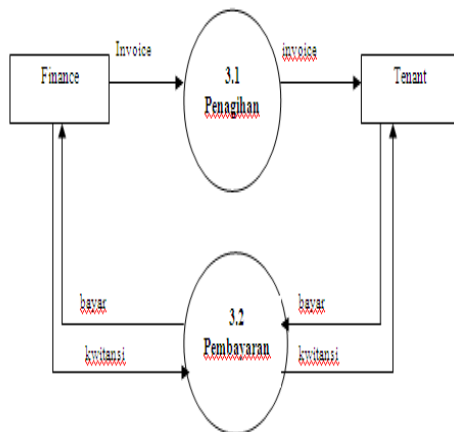 Invoice
invoice
Finance
3.1
Penagihan
Tenant
bayar
bayar
3.2
Pembayaran
kwitansi
kwitansi